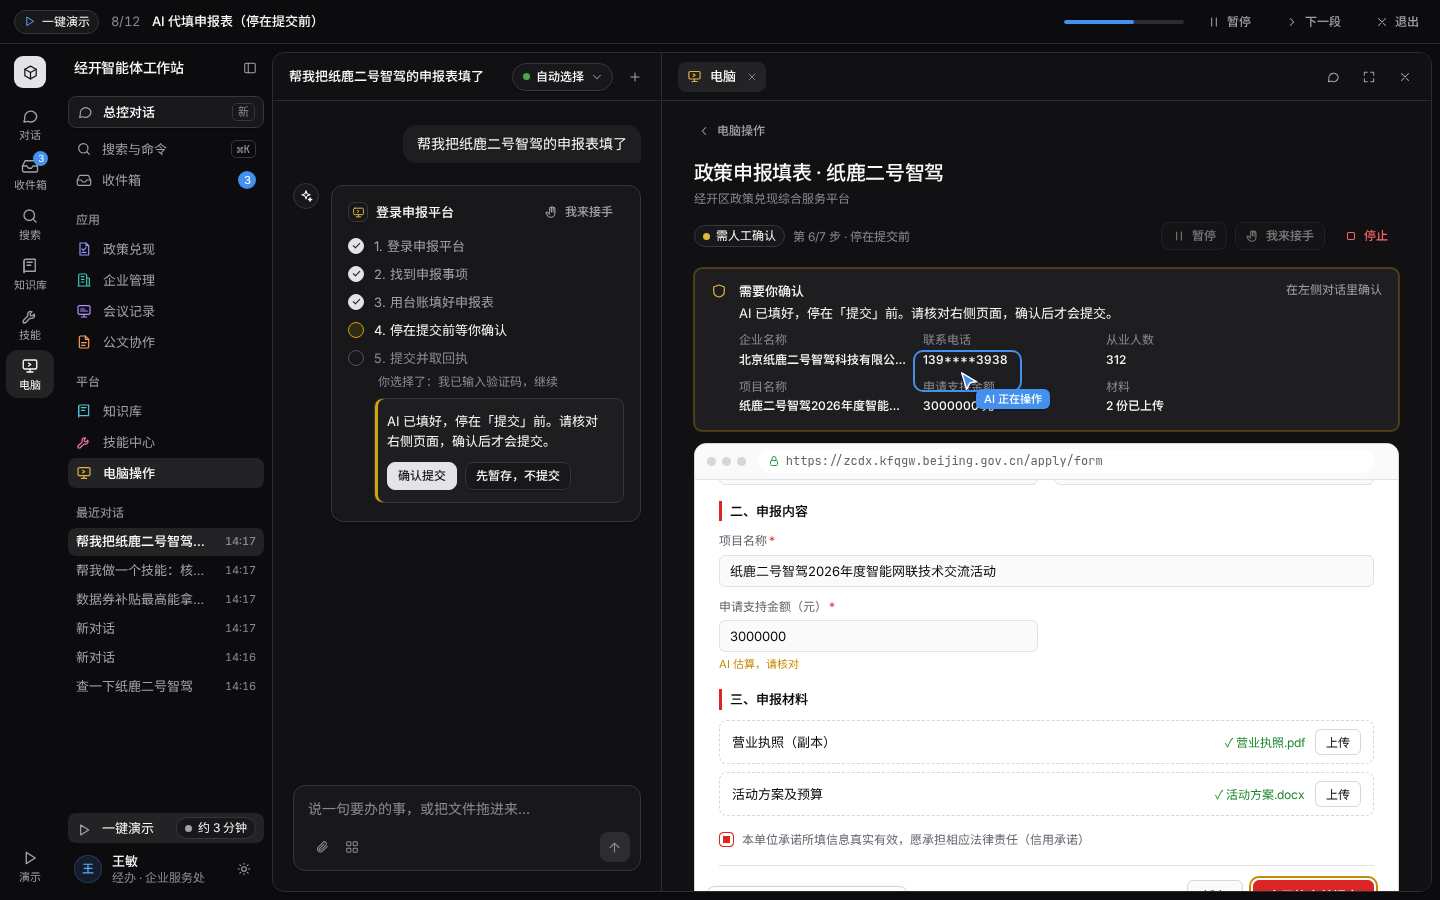 一键演示
8/12
AI 代填申报表（停在提交前）
暂停
下一段
退出
对话
收件箱
3
搜索
知识库
技能
电脑
演示
经开智能体工作站
总控对话
新
搜索与命令
⌘K
收件箱
3
应用
政策兑现
企业管理
会议记录
公文协作
平台
知识库
技能中心
电脑操作
最近对话
帮我把纸鹿二号智驾... 14:17
帮我做一个技能：核... 14:17
数据券补贴最高能拿... 14:17
新对话 14:17
新对话 14:16
查一下纸鹿二号智驾 14:16
一键演示
约 3 分钟
王
王敏
经办 · 企业服务处
帮我把纸鹿二号智驾的申报表填了
自动选择
帮我把纸鹿二号智驾的申报表填了
登录申报平台
我来接手
1. 登录申报平台
2. 找到申报事项
3. 用台账填好申报表
4. 停在提交前等你确认
5. 提交并取回执
你选择了：我已输入验证码，继续
AI 已填好，停在「提交」前。请核对
右侧页面，确认后才会提交。
确认提交
先暂存，不提交
说一句要办的事，或把文件拖进来...
电脑
电脑操作
政策申报填表 · 纸鹿二号智驾
经开区政策兑现综合服务平台
需人工确认
第 6/7 步 · 停在提交前
暂停
我来接手
停止
需要你确认
在左侧对话里确认
AI 已填好，停在「提交」前。请核对右侧页面，确认后才会提交。
企业名称
联系电话
从业人数
北京纸鹿二号智驾科技有限公...
139****3938
312
项目名称
申请支持金额
材料
纸鹿二号智驾2026年度智能...
3000000
AI 正在操作
2 份已上传
https://zcdx.kfqgw.beijing.gov.cn/apply/form
二、申报内容
项目名称 *
纸鹿二号智驾2026年度智能网联技术交流活动
申请支持金额（元） *
3000000
AI 估算，请核对
三、申报材料
营业执照（副本）
✓ 营业执照.pdf
上传
活动方案及预算
✓ 活动方案.docx
上传
本单位承诺所填信息真实有效，愿承担相应法律责任（信用承诺）